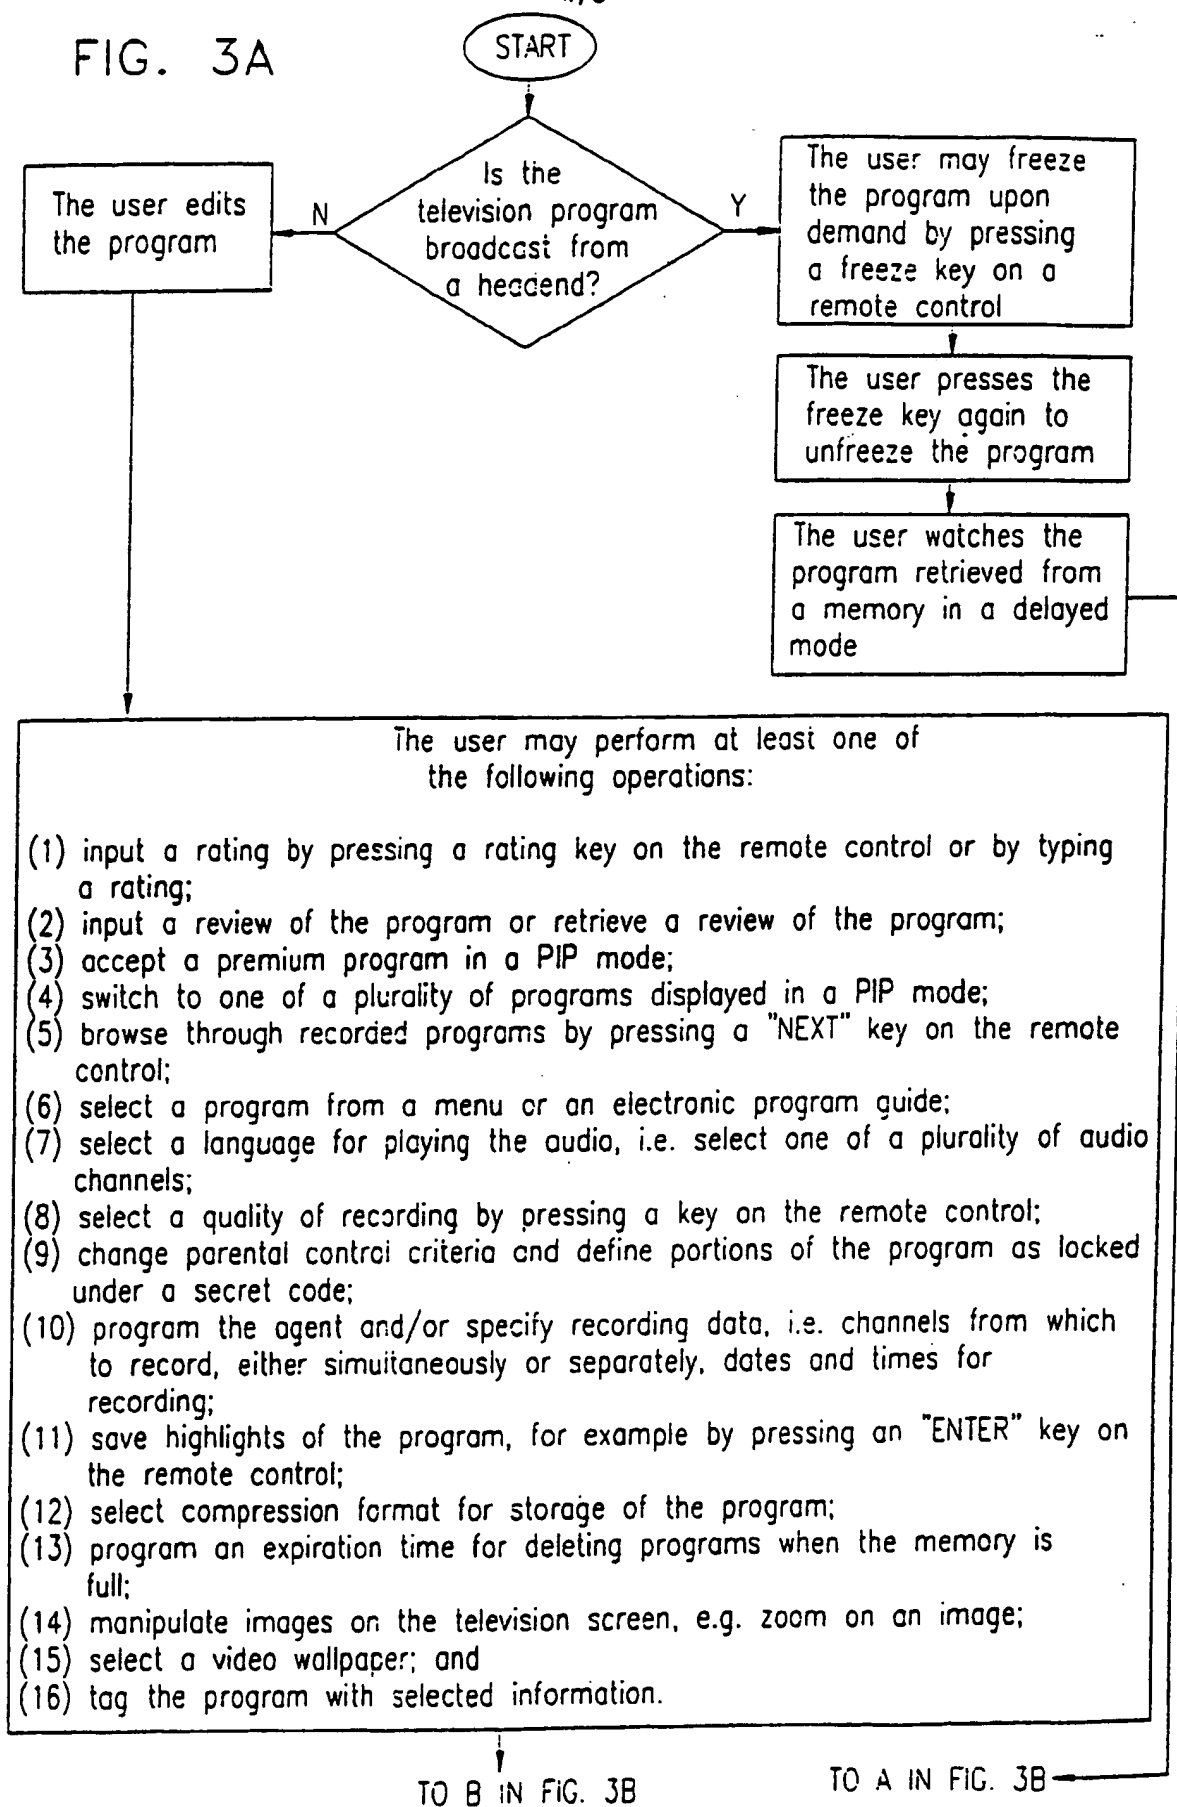 FIG. 3A
START
Is the
television program
broadcast from
a headend?
N
Y
The user edits
the program
The user may freeze
the program upon
demand by pressing
a freeze key on a
remote control
The user presses the
freeze key again to
unfreeze the program
The user watches the
program retrieved from
a memory in a delayed
mode
The user may perform at least one of
the following operations:
(1) input a rating by pressing a rating key on the remote control or by typing
a rating;
(2) input a review of the program or retrieve a review of the program;
(3) accept a premium program in a PIP mode;
(4) switch to one of a plurality of programs displayed in a PIP mode;
(5) browse through recorded programs by pressing a "NEXT" key on the remote
control;
(6) select a program from a menu or an electronic program guide;
(7) select a language for playing the audio, i.e. select one of a plurality of audio
channels;
(8) select a quality of recording by pressing a key on the remote control;
(9) change parental control criteria and define portions of the program as locked
under a secret code;
(10) program the agent and/or specify recording data, i.e. channels from which
to record, either simultaneously or separately, dates and times for
recording;
(11) save highlights of the program, for example by pressing an "ENTER" key on
the remote control;
(12) select compression format for storage of the program;
(13) program an expiration time for deleting programs when the memory is
full;
(14) manipulate images on the television screen, e.g. zoom on an image;
(15) select a video wallpaper; and
(16) tag the program with selected information.
TO B IN FIG. 3B
TO A IN FIG. 3B